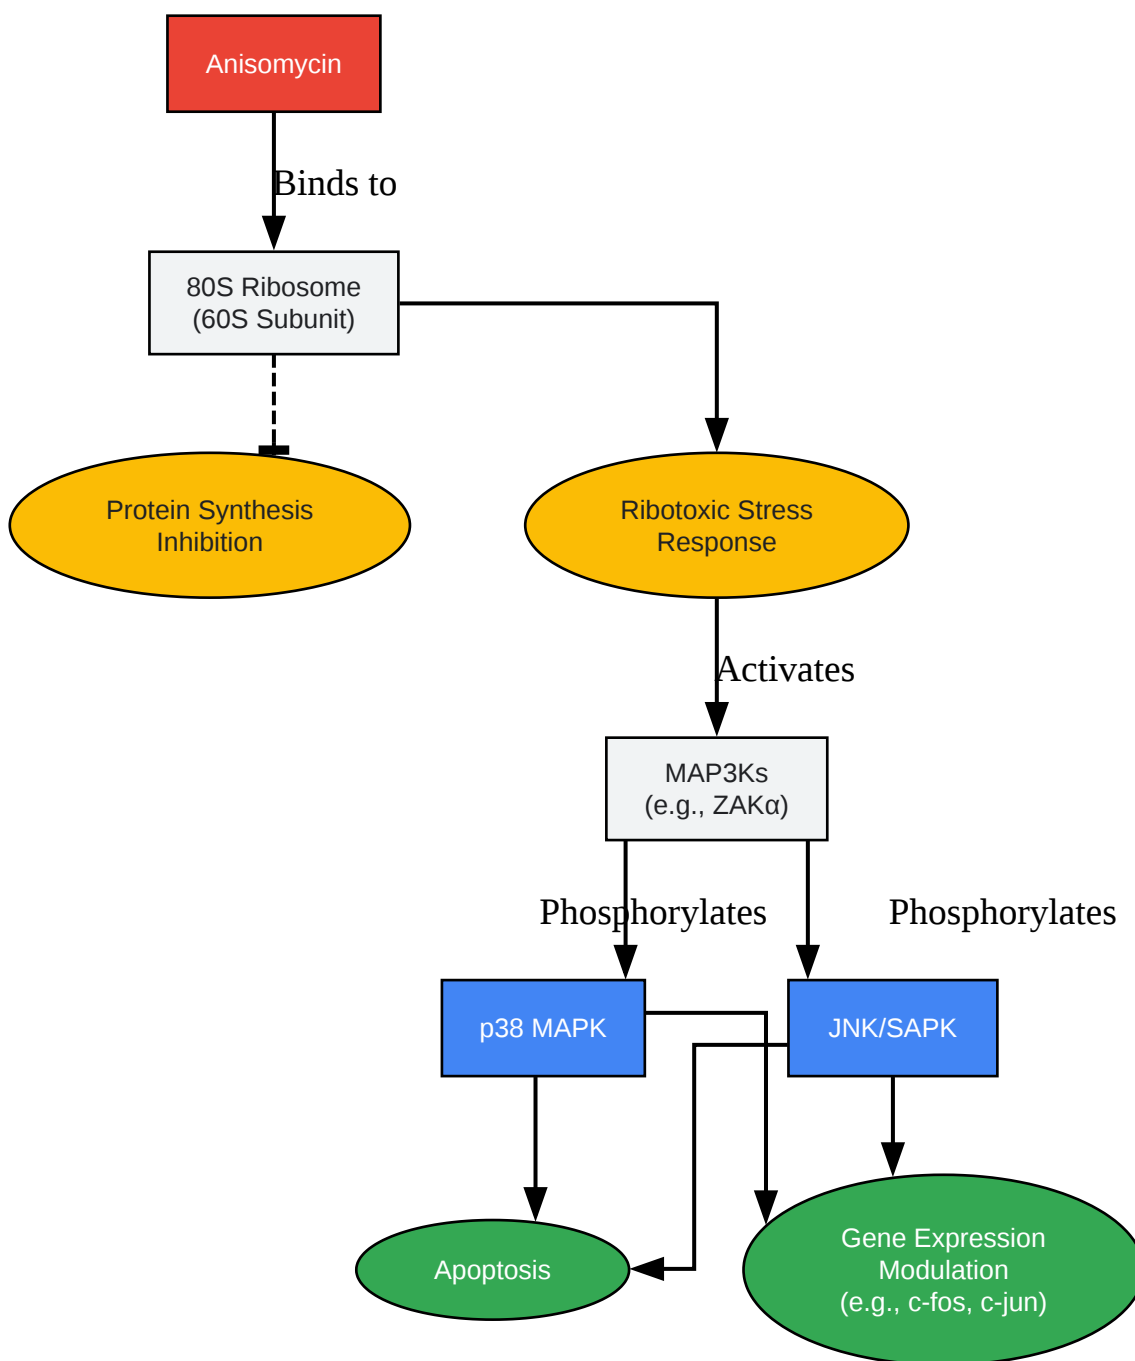 Anisomycin
Binds to
80S Ribosome
(60S Subunit)
Protein Synthesis
Inhibition
Ribotoxic Stress
Response
Activates
MAP3Ks
(e.g., ZAKα)
Phosphorylates
Phosphorylates
p38 MAPK
JNK/SAPK
Apoptosis
Gene Expression
Modulation
(e.g., c-fos, c-jun)